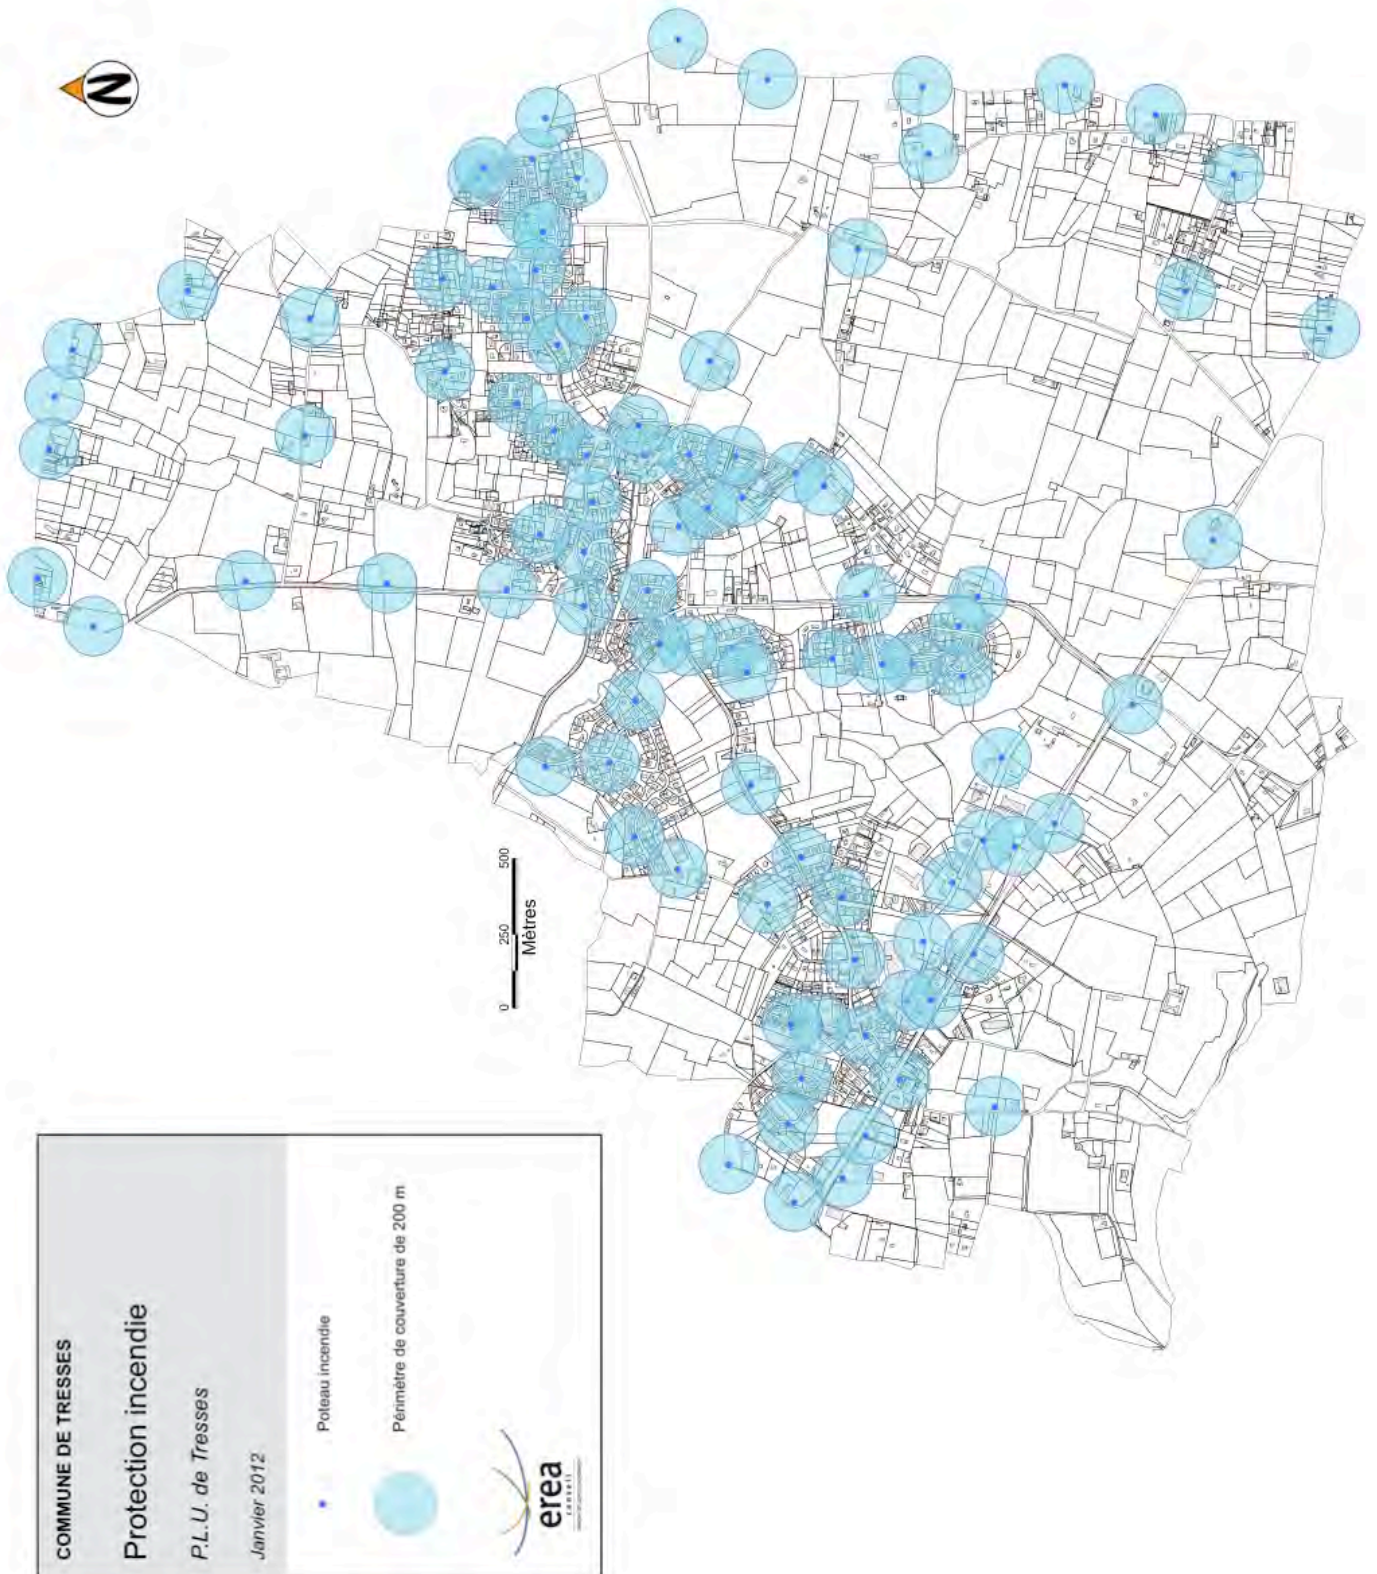 N
COMMUNE DE TRESSES
Protection incendie
P.L.U. de Tresses
Janvier 2012
Poteau incendie
Périmètre de couverture de 200 m
erea
conseil
0 250 500
Mètres